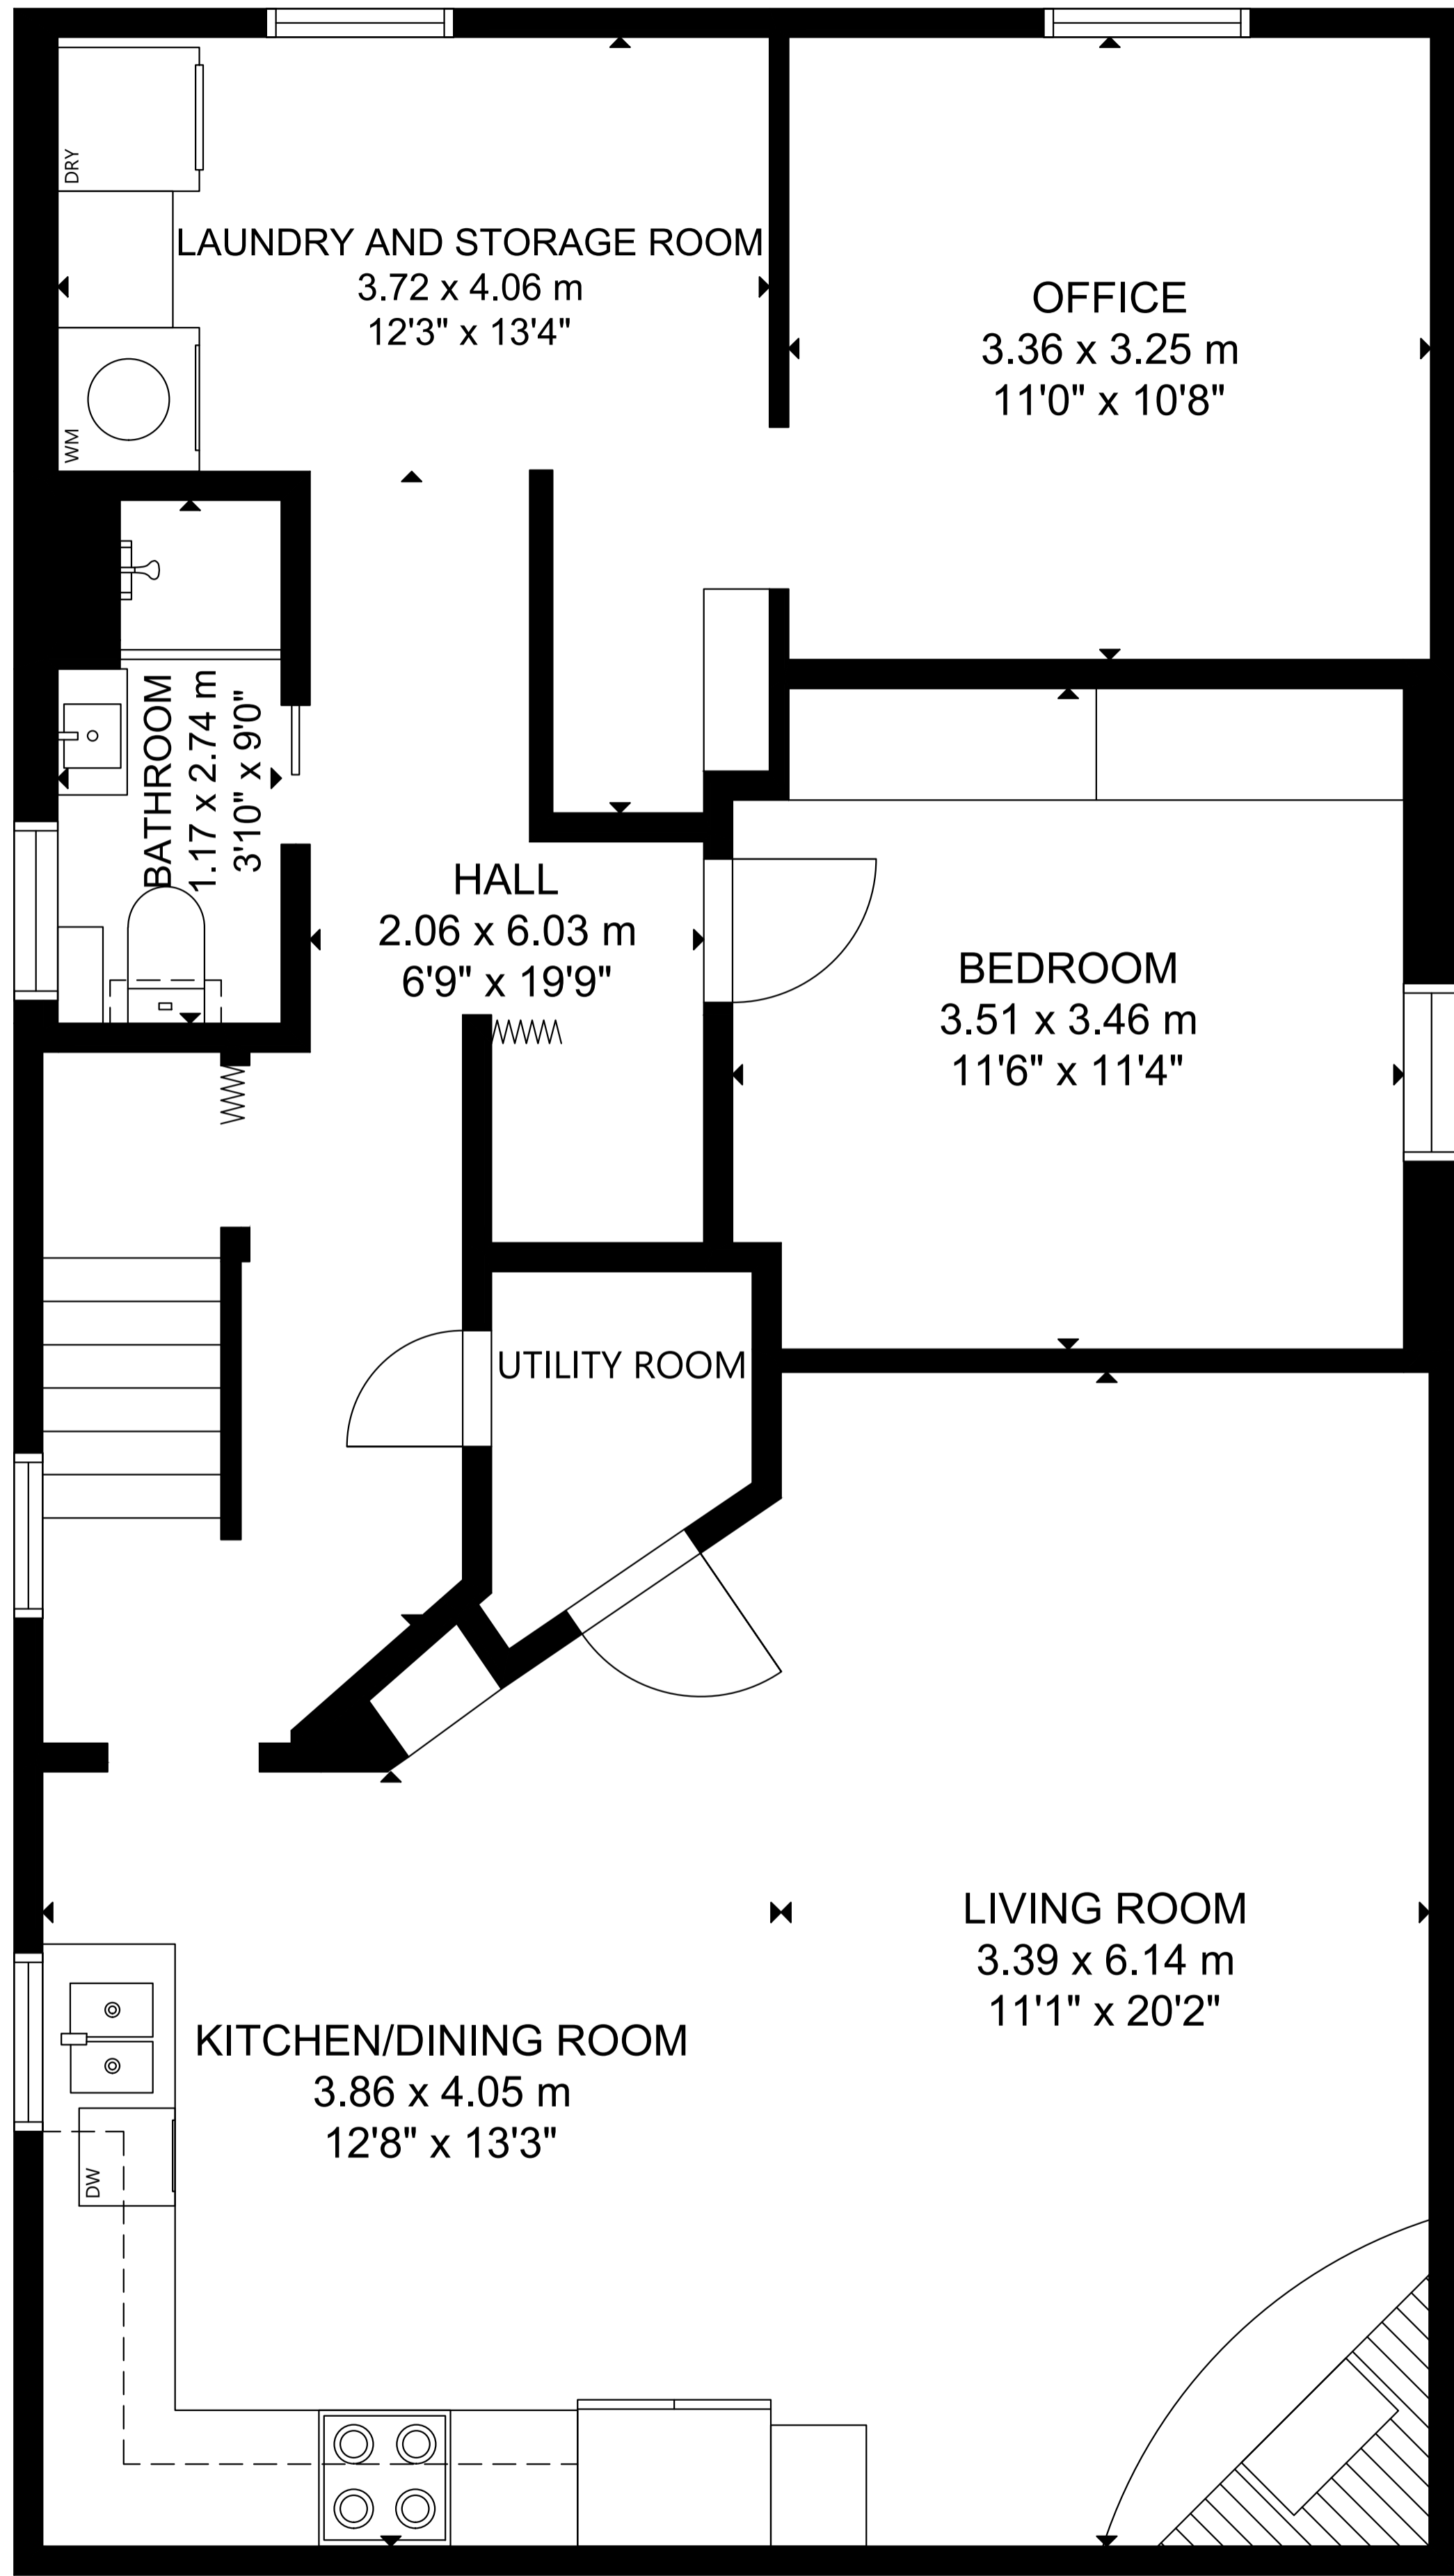 DRY
LAUNDRY AND STORAGE ROOM
3.72 x 4.06 m
12'3" x 13'4"
WM
OFFICE
3.36 x 3.25 m
11'0" x 10'8"
BATHROOM
1.17 x 2.74 m
3'10" x 9'0"
HALL
2.06 x 6.03 m
6'9" x 19'9"
BEDROOM
3.51 x 3.46 m
11'6" x 11'4"
UTILITY ROOM
LIVING ROOM
3.39 x 6.14 m
11'1" x 20'2"
KITCHEN/DINING ROOM
3.86 x 4.05 m
12'8" x 13'3"
DW